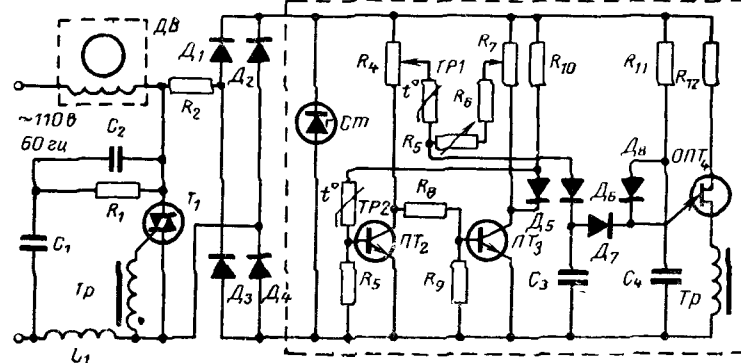 ДВ
Д₁
Д₂
R₂
~110 в
60 гц
C₂
R₁
T₁
C₁
Тр
L₁
Д₃
Д₄
Ст
R₄
ТР1
t°
R₇
R₆
R₅
R₁₀
R₁₁
R₁₂
Д₈
ОПТ₄
t°
ТР2
R₈
ПТ₂
ПТ₃
Д₅
Д₆
Д₇
R₅
R₉
C₃
C₄
Тр